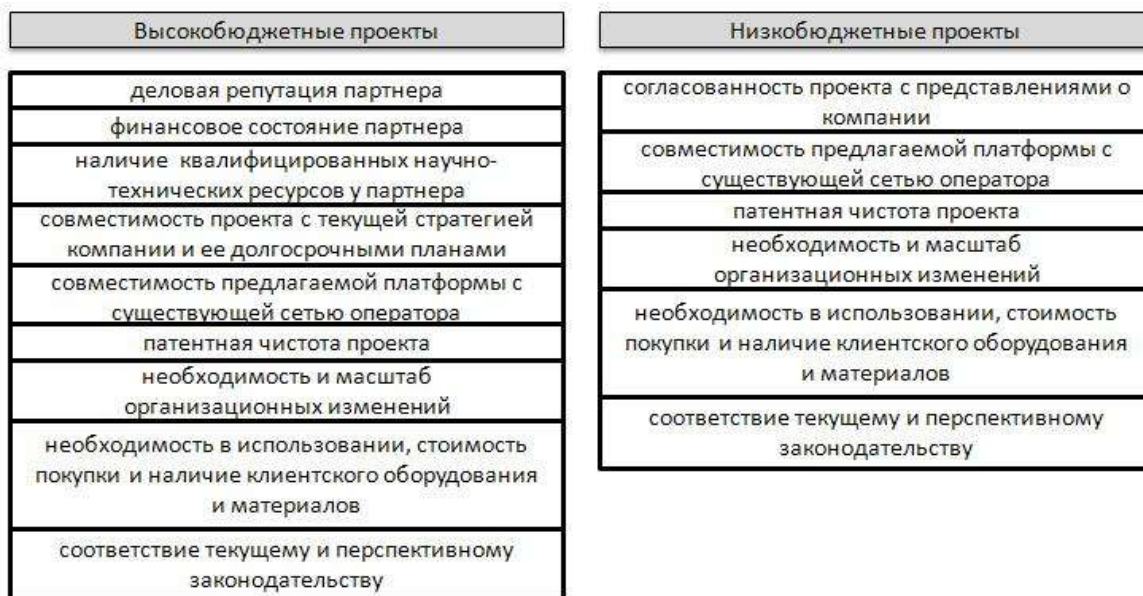 Высокобюджетные проекты
деловая репутация партнера
финансовое состояние партнера
наличие квалифицированных научно-
технических ресурсов у партнера
совместимость проекта с текущей стратегией
компании и ее долгосрочными планами
совместимость предлагаемой платформы с
существующей сетью оператора
патентная чистота проекта
необходимость и масштаб
организационных изменений
необходимость в использовании, стоимость
покупки и наличие клиентского оборудования
и материалов
соответствие текущему и перспективному
законодательству
Низкобюджетные проекты
согласованность проекта с представлениями о
компании
совместимость предлагаемой платформы с
существующей сетью оператора
патентная чистота проекта
необходимость и масштаб
организационных изменений
необходимость в использовании, стоимость
покупки и наличие клиентского оборудования
и материалов
соответствие текущему и перспективному
законодательству